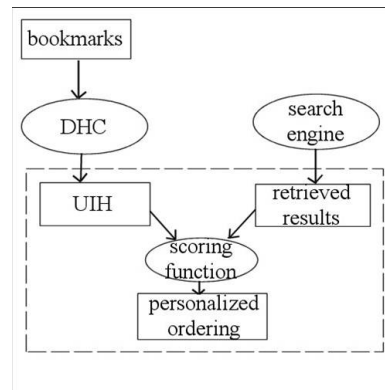 bookmarks
DHC
search
engine
UIH
retrieved
results
scoring
function
personalized
ordering